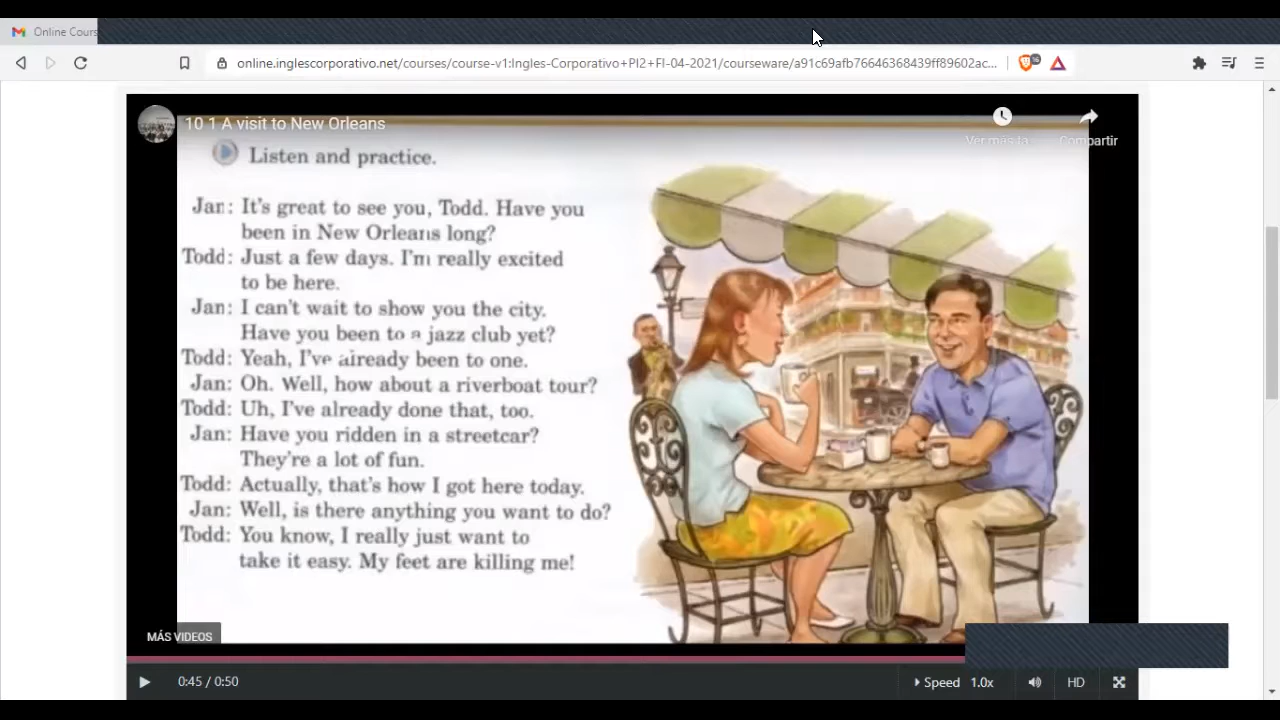 Online Cours
online.inglescorporativo.net/courses/course-v1:Ingles-Corporativo+PI2+FI-04-2021/courseware/a91c69afb76646368439ff89602ac...
10 1 A visit to New Orleans
Ver más ta
Compartir
Listen and practice.
Jan: It's great to see you, Todd. Have you
been in New Orleans long?
Todd: Just a few days. I'm really excited
to be here.
Jan: I can't wait to show you the city.
Have you been to a jazz club yet?
Todd: Yeah, I've already been to one.
Jan: Oh. Well, how about a riverboat tour?
Todd: Uh, I've already done that, too.
Jan: Have you ridden in a streetcar?
They're a lot of fun.
Todd: Actually, that's how I got here today.
Jan: Well, is there anything you want to do?
Todd: You know, I really just want to
take it easy. My feet are killing me!
MÁS VIDEOS
0:45 / 0:50
Speed 1.0x
HD